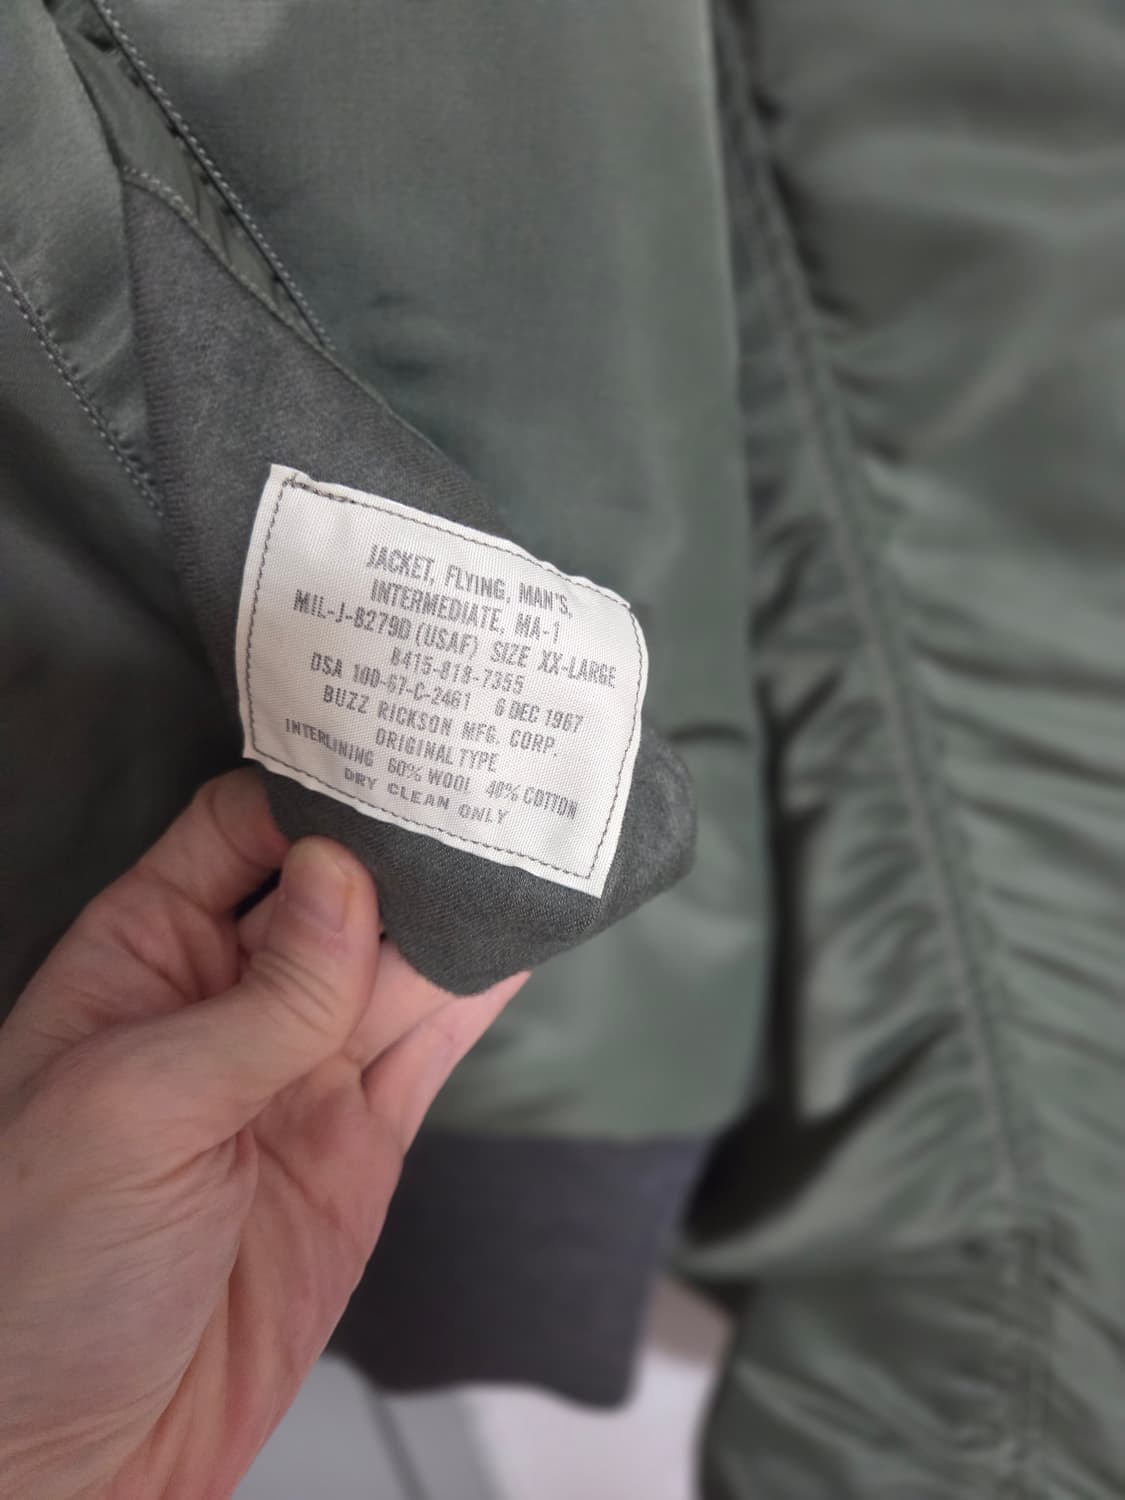 JACKET, FLYING, MAN'S,
INTERMEDIATE, MA-1
MIL-J-8279D (USAF) SIZE XX-LARGE
8415-818-7355
DSA 100-67-C-2461 6 DEC 1967
BUZZ RICKSON MFG. CORP.
ORIGINAL TYPE
INTERLINING 60% WOOL 40% COTTON
DRY CLEAN ONLY